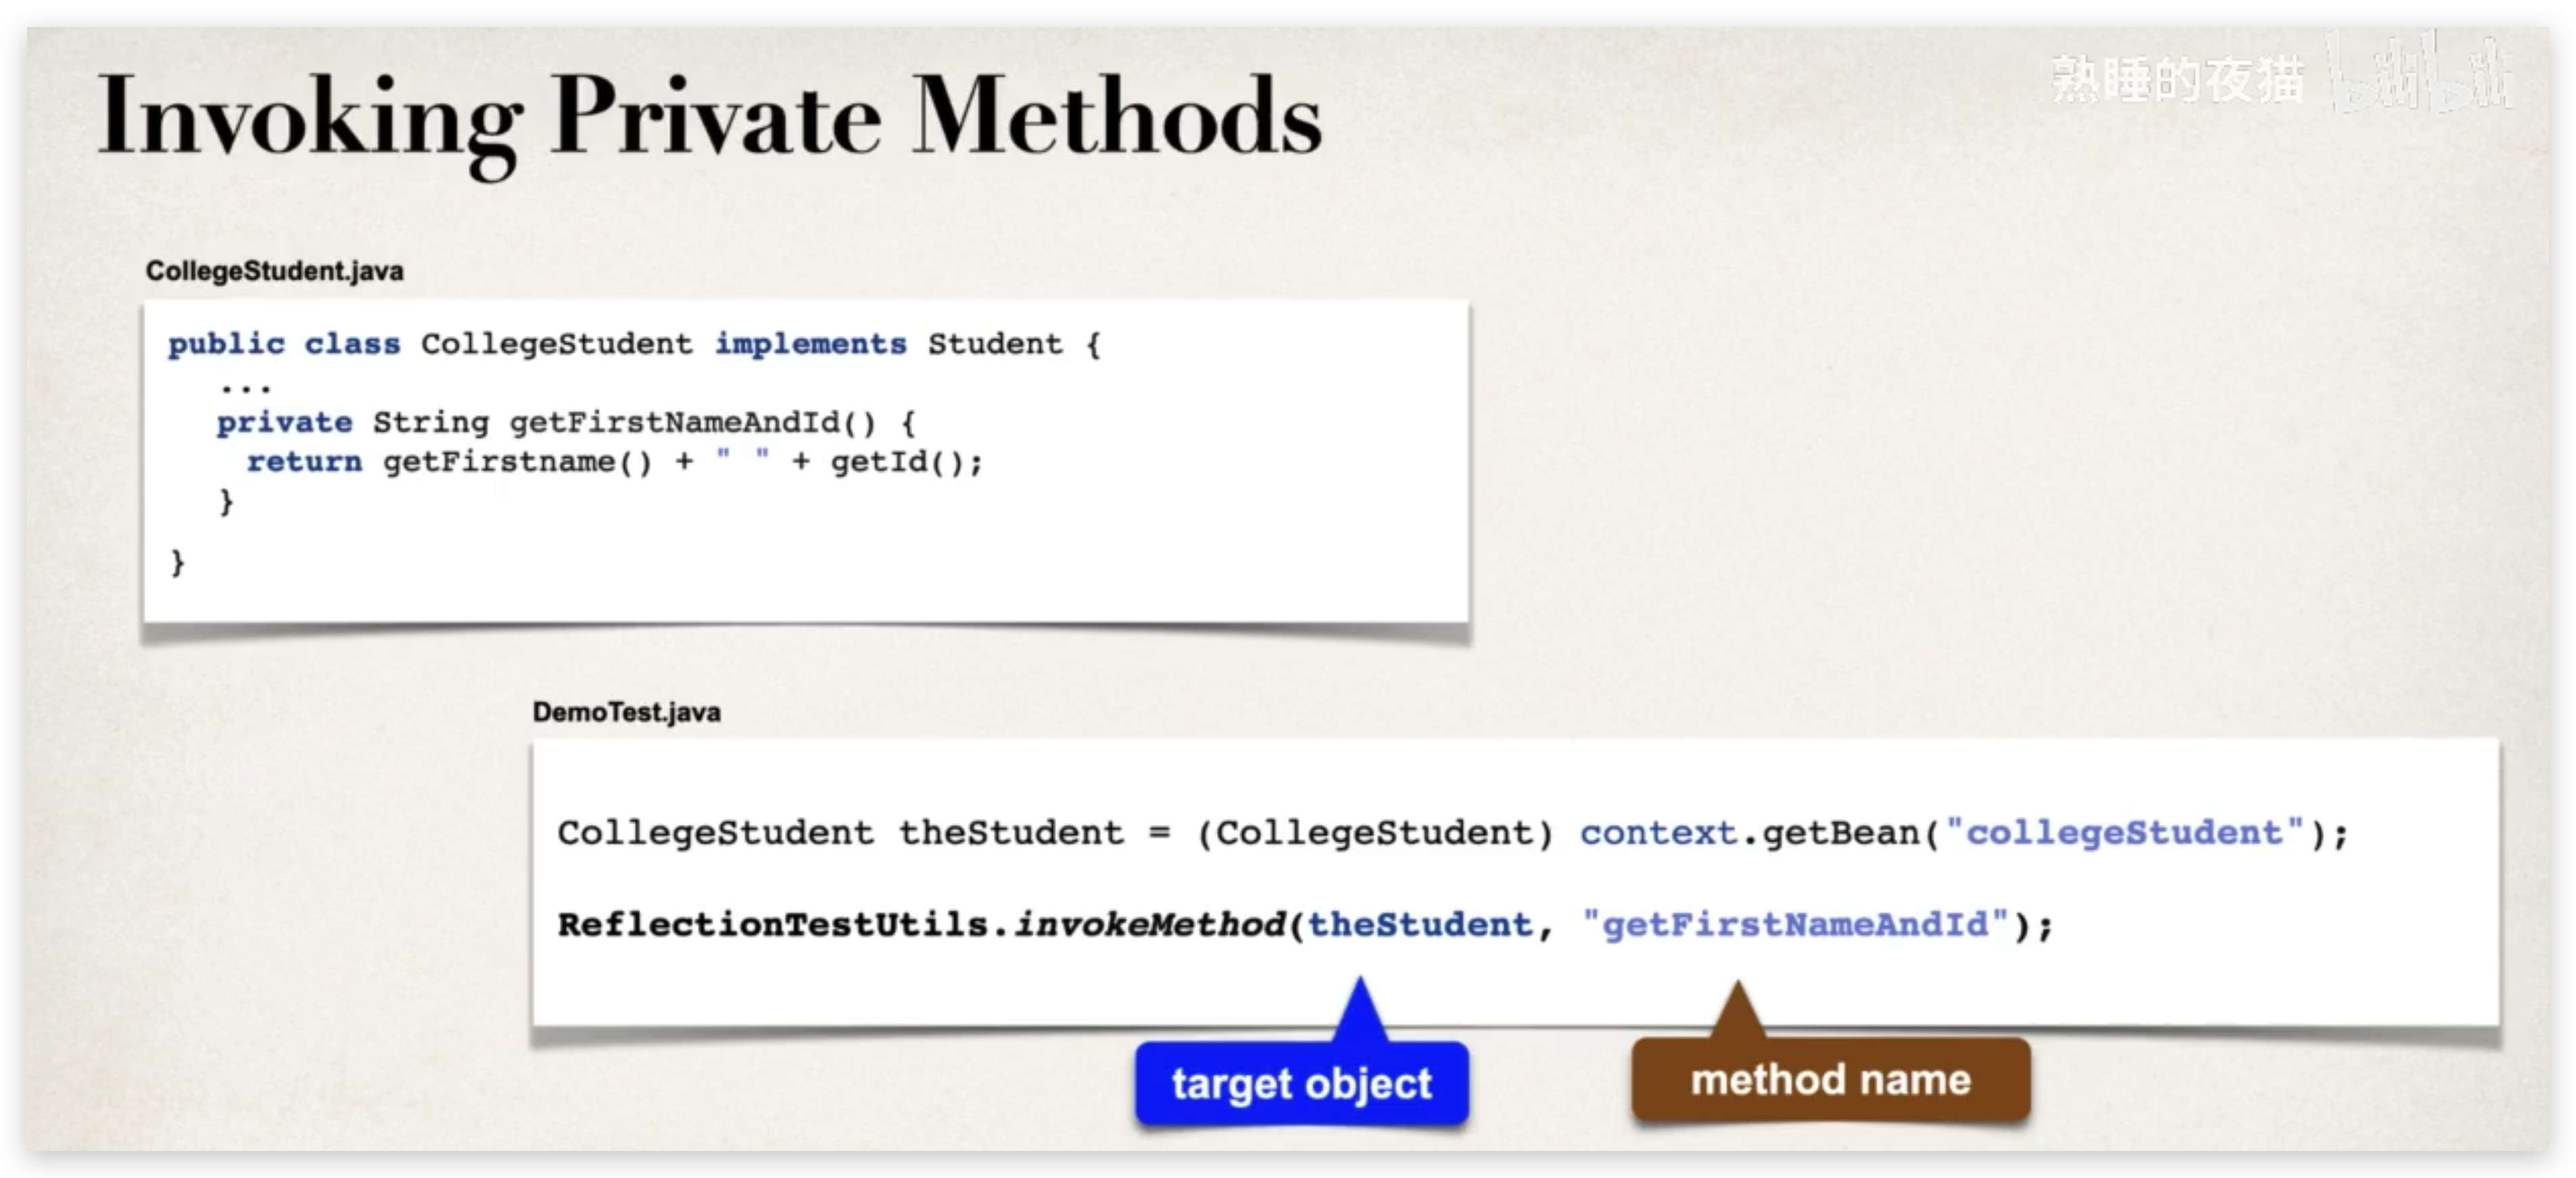 Invoking Private Methods
熟睡的夜猫 bilibili
CollegeStudent.java
public class CollegeStudent implements Student {
...
private String getFirstNameAndId() {
return getFirstname() + " " + getId();
}
}
DemoTest.java
CollegeStudent theStudent = (CollegeStudent) context.getBean("collegeStudent");
ReflectionTestUtils.invokeMethod(theStudent, "getFirstNameAndId");
target object
method name